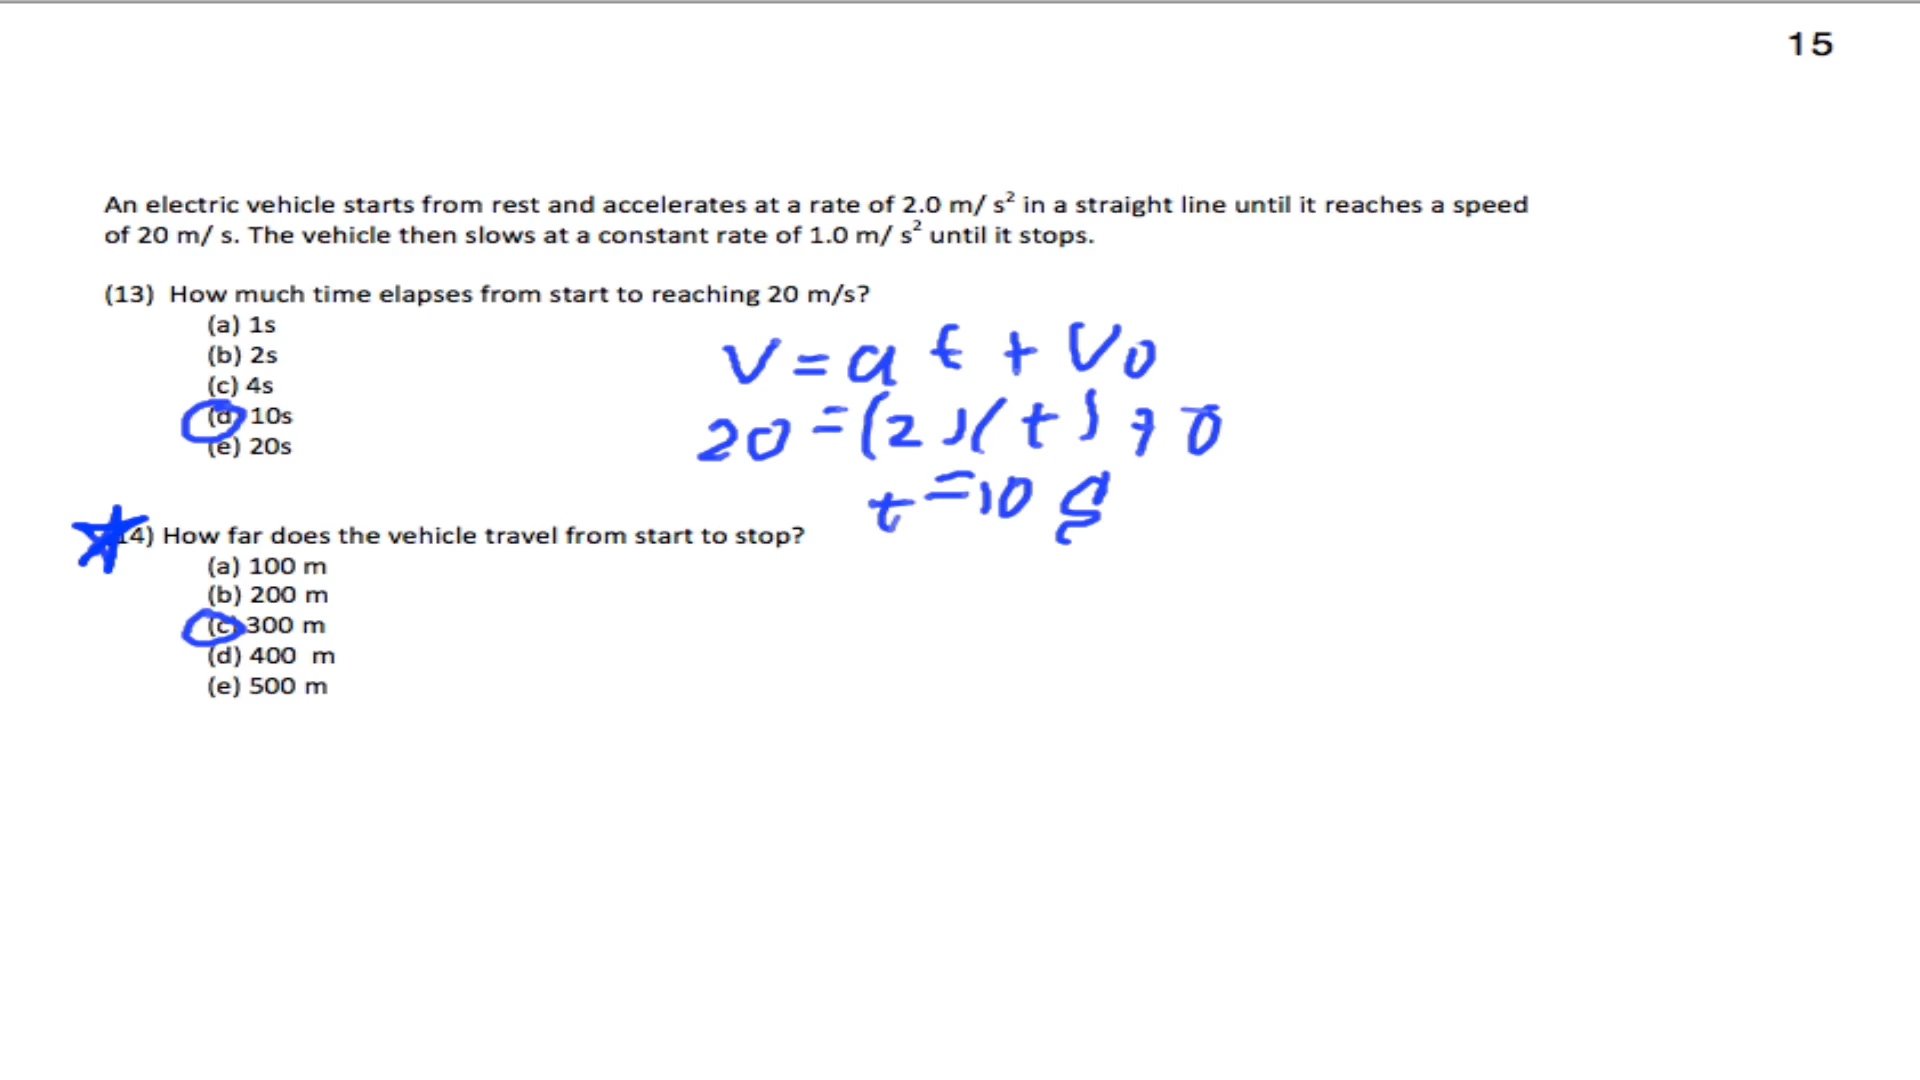 15
An electric vehicle starts from rest and accelerates at a rate of 2.0 m/ s² in a straight line until it reaches a speed
of 20 m/ s. The vehicle then slows at a constant rate of 1.0 m/ s² until it stops.
(13) How much time elapses from start to reaching 20 m/s?
(a) 1s
(b) 2s
(c) 4s
(d) 10s
(e) 20s
v = a t + v0
20 = (2)(t) + 0
t = 10 s
14) How far does the vehicle travel from start to stop?
(a) 100 m
(b) 200 m
(c) 300 m
(d) 400 m
(e) 500 m